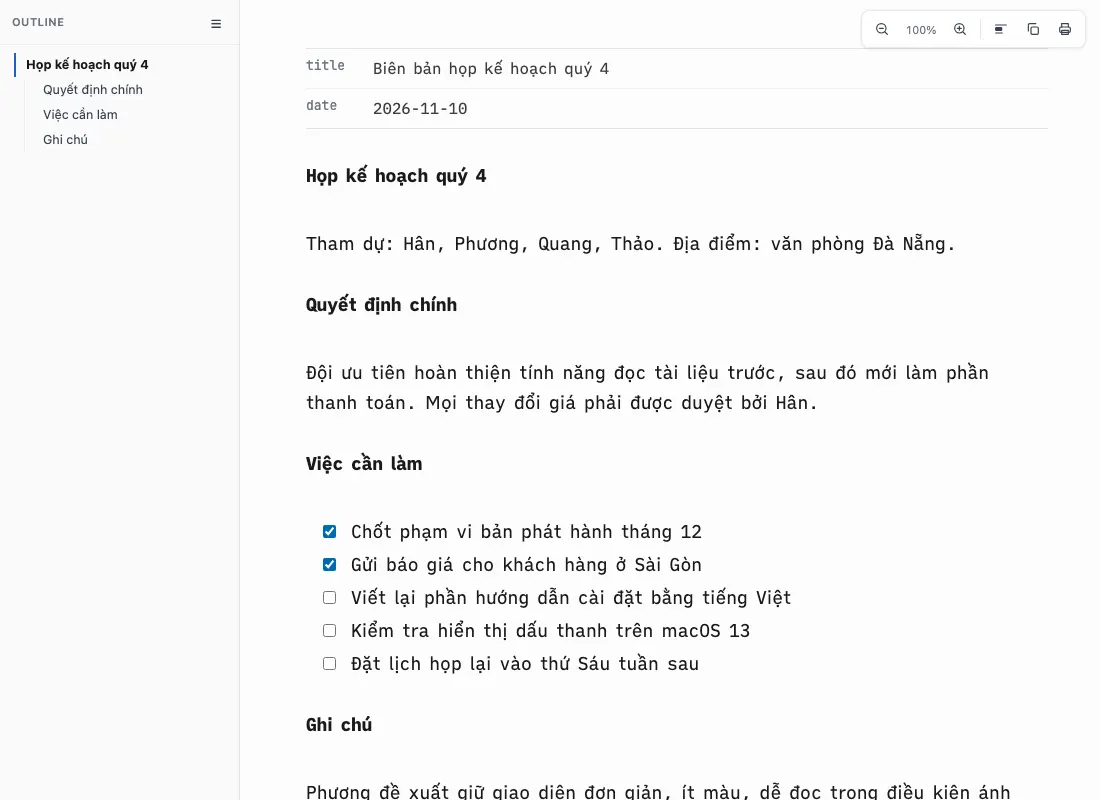 OUTLINE
Họp kế hoạch quý 4
Quyết định chính
Việc cần làm
Ghi chú
100%
title Biên bản họp kế hoạch quý 4
date 2026-11-10
Họp kế hoạch quý 4
Tham dự: Hân, Phương, Quang, Thảo. Địa điểm: văn phòng Đà Nẵng.
Quyết định chính
Đội ưu tiên hoàn thiện tính năng đọc tài liệu trước, sau đó mới làm phần
thanh toán. Mọi thay đổi giá phải được duyệt bởi Hân.
Việc cần làm
Chốt phạm vi bản phát hành tháng 12
Gửi báo giá cho khách hàng ở Sài Gòn
Viết lại phần hướng dẫn cài đặt bằng tiếng Việt
Kiểm tra hiển thị dấu thanh trên macOS 13
Đặt lịch họp lại vào thứ Sáu tuần sau
Ghi chú
Phương đề xuất giữ giao diện đơn giản, ít màu, dễ đọc trong điều kiện ánh